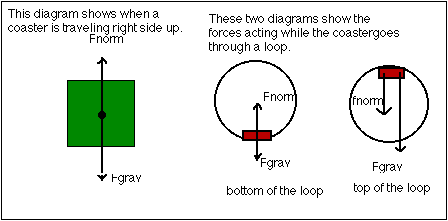 This diagram shows when a
coaster is traveling right side up.
Fnorm
Fgrav
These two diagrams show the
forces acting while the coastergoes
through a loop.
Fnorm
Fgrav
bottom of the loop
fnorm
Fgrav
top of the loop